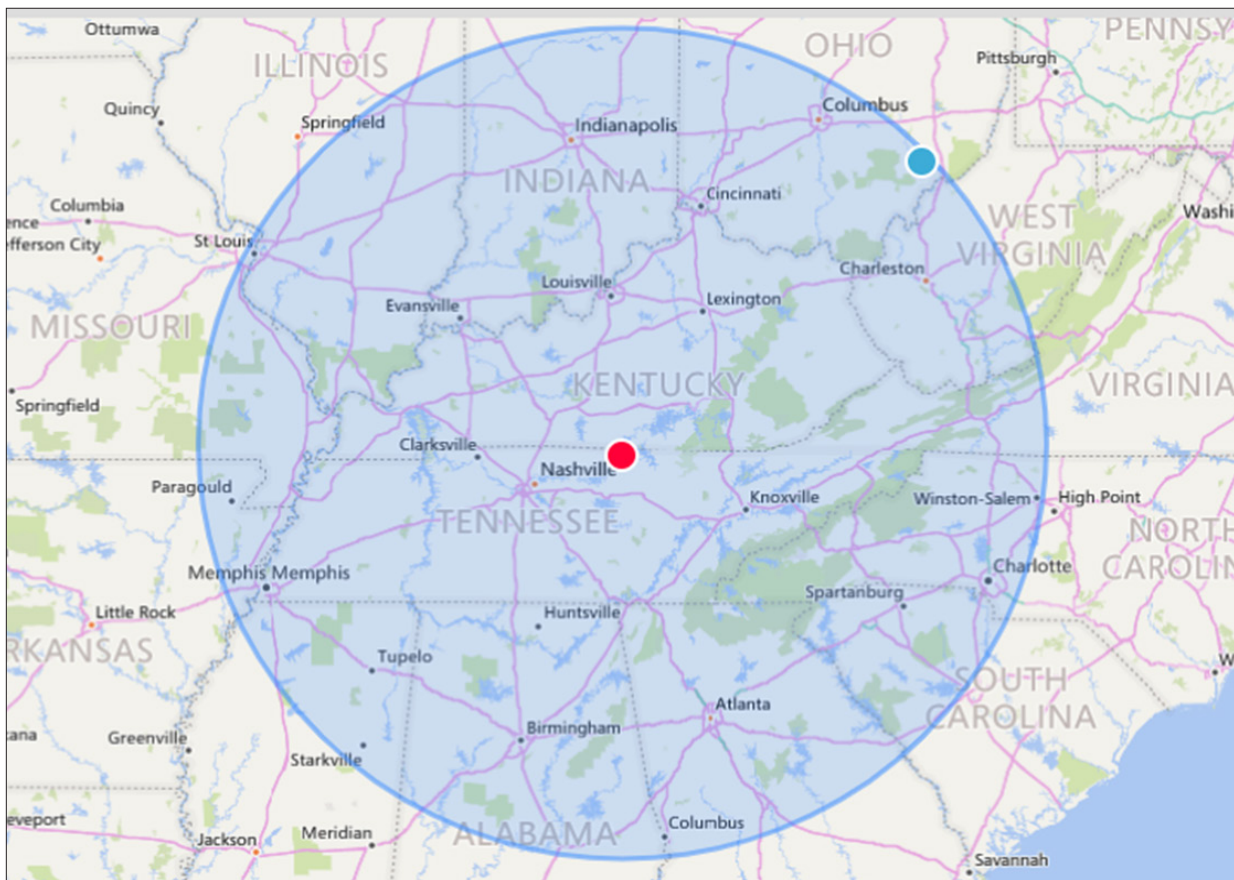 Ottumwa
ILLINOIS
OHIO
PENNSY
Pittsburgh
Quincy
Springfield
Columbus
Indianapolis
INDIANA
Cincinnati
Columbia
ence
efferson City
St Louis
WEST
VIRGINIA
Washi
Charleston
Louisville
Lexington
Evansville
MISSOURI
KENTUCKY
VIRGINIA
Springfield
Clarksville
Nashville
Paragould
Knoxville
Winston-Salem
High Point
TENNESSEE
NORTH
CAROLIN
Memphis Memphis
Charlotte
Spartanburg
Little Rock
Huntsville
RKANSAS
Tupelo
SOUTH
CAROLINA
W
Atlanta
Birmingham
cana
Greenville
Starkville
eveport
Jackson
Meridian
ALABAMA
Columbus
Savannah